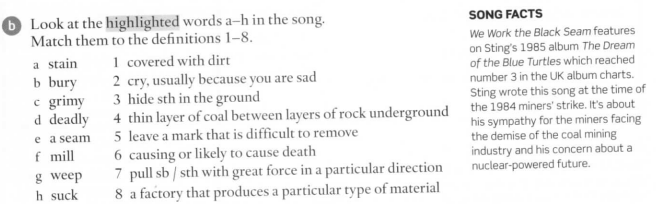 b Look at the highlighted words a–h in the song.
Match them to the definitions 1–8.
a stain 1 covered with dirt
b bury 2 cry, usually because you are sad
c grimy 3 hide sth in the ground
d deadly 4 thin layer of coal between layers of rock underground
e a seam 5 leave a mark that is difficult to remove
f mill 6 causing or likely to cause death
g weep 7 pull sb / sth with great force in a particular direction
h suck 8 a factory that produces a particular type of material
SONG FACTS
We Work the Black Seam features
on Sting's 1985 album The Dream
of the Blue Turtles which reached
number 3 in the UK album charts.
Sting wrote this song at the time of
the 1984 miners' strike. It's about
his sympathy for the miners facing
the demise of the coal mining
industry and his concern about a
nuclear-powered future.